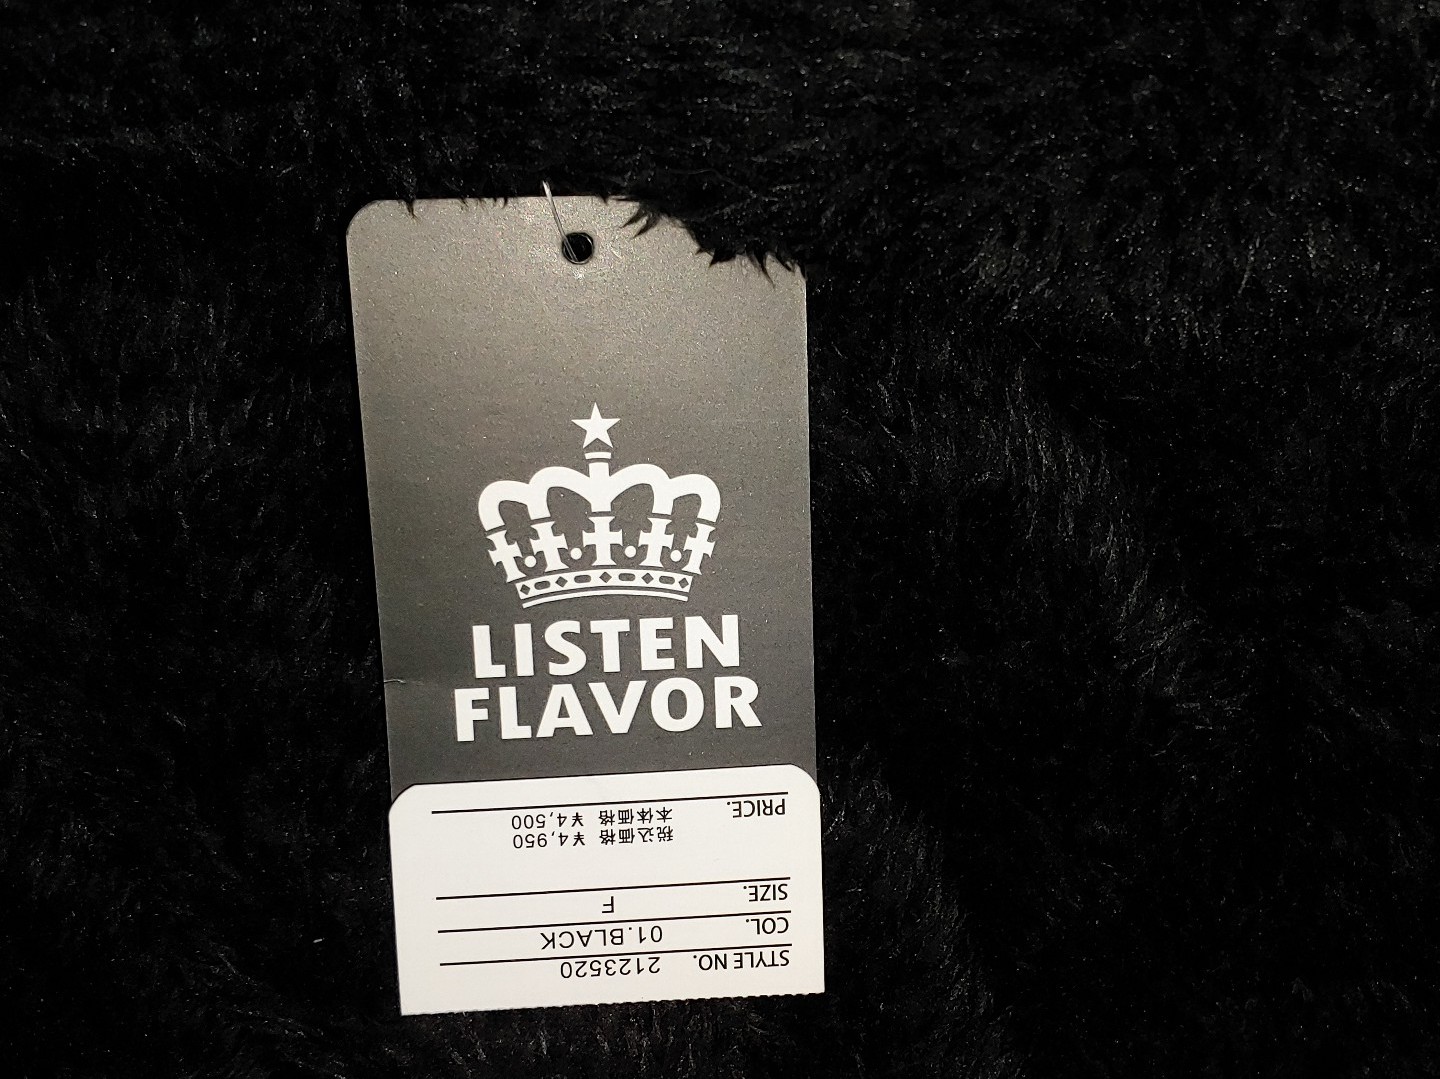 LISTEN
FLAVOR
STYLE NO. 2123520
COL. 01.BLACK
SIZE. F
税込価格 ¥4,950
PRICE. 本体価格 ¥4,500